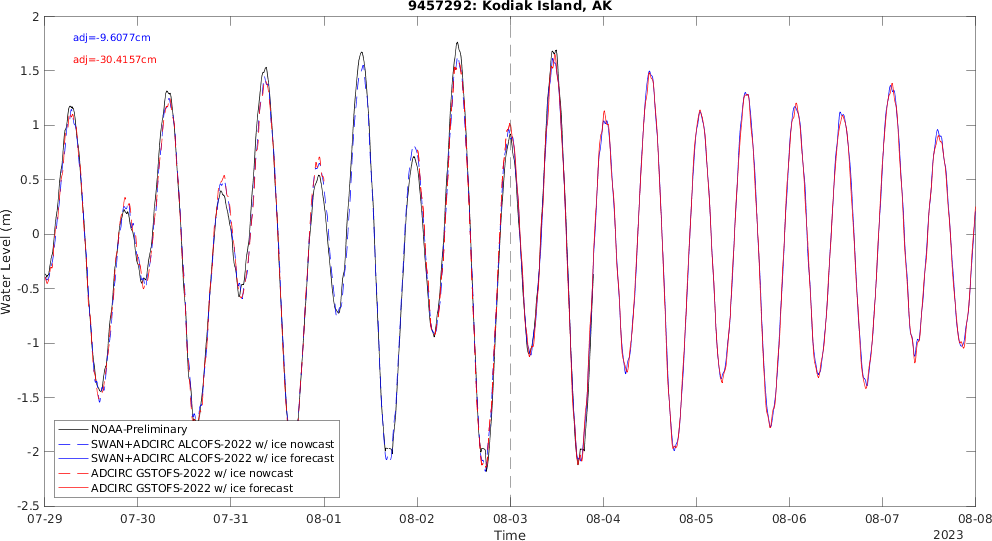 9457292: Kodiak Island, AK
2
adj=-9.6077cm
adj=-30.4157cm
1.5
1
0.5
0
-0.5
-1
-1.5
-2
-2.5
Water Level (m)
NOAA-Preliminary
SWAN+ADCIRC ALCOFS-2022 w/ ice nowcast
SWAN+ADCIRC ALCOFS-2022 w/ ice forecast
ADCIRC GSTOFS-2022 w/ ice nowcast
ADCIRC GSTOFS-2022 w/ ice forecast
07-29 07-30 07-31 08-01 08-02 08-03 08-04 08-05 08-06 08-07 08-08
Time
2023